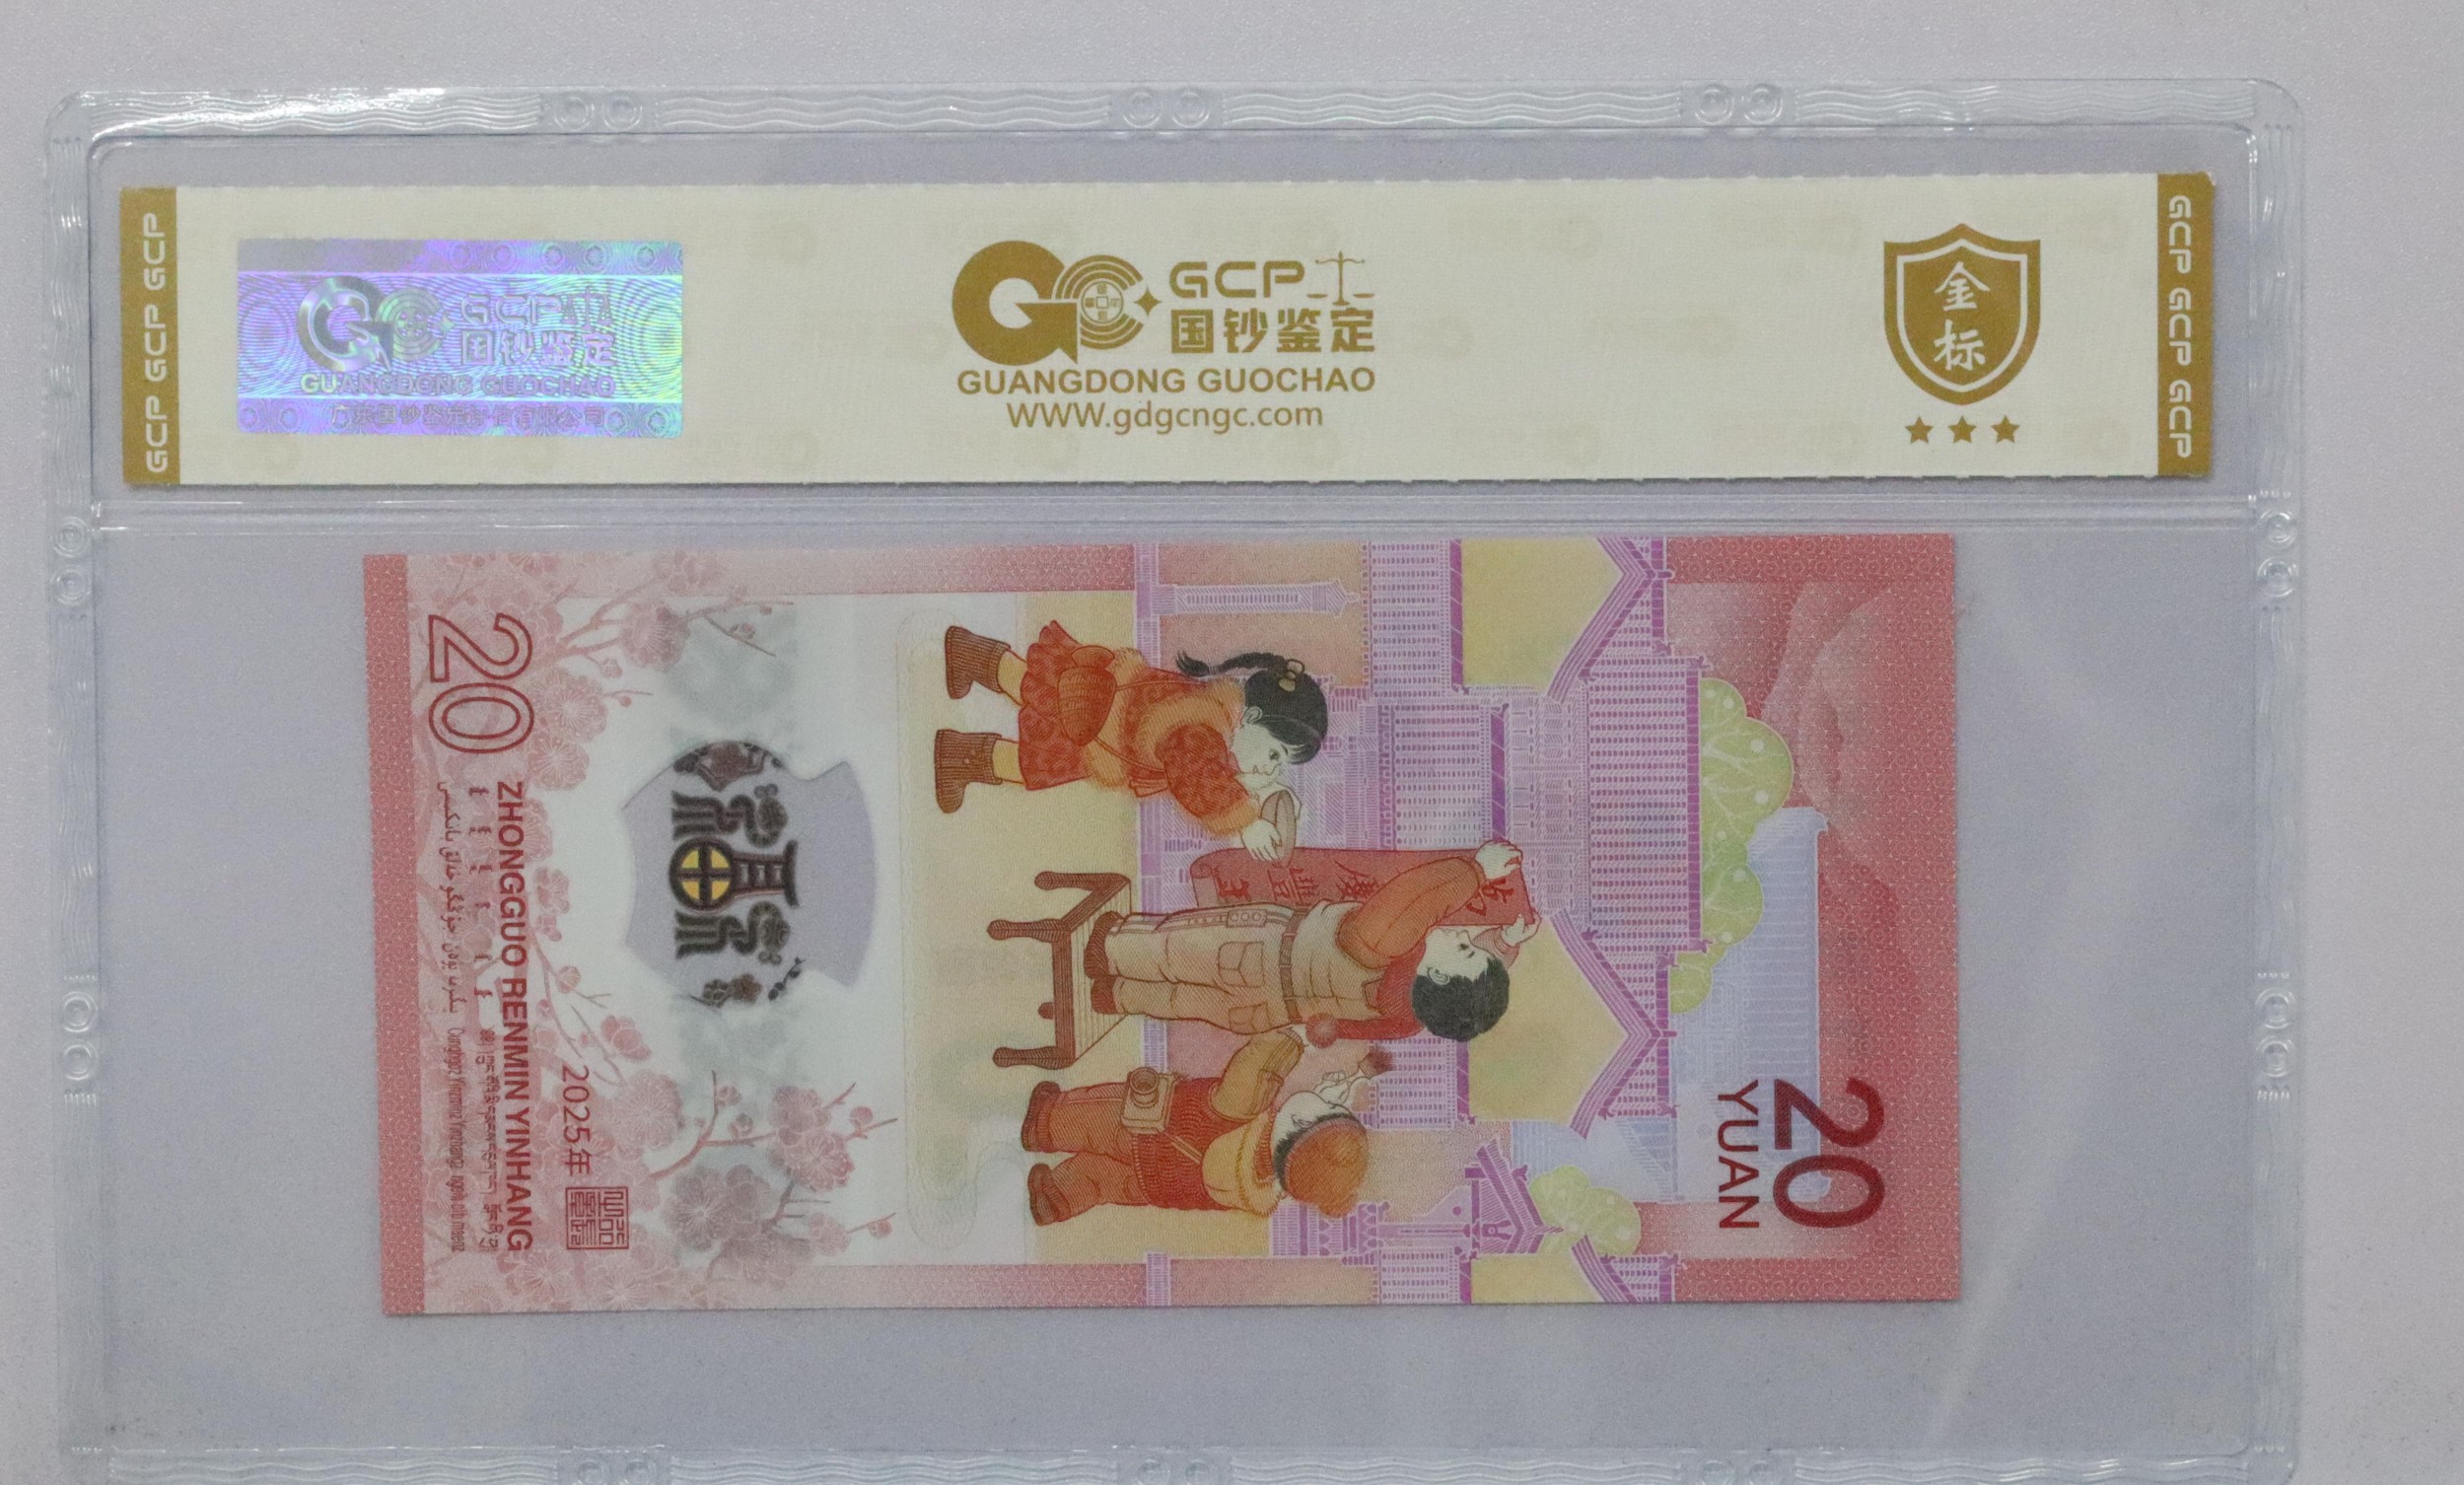 GCP GCP GCP
GCP
国钞鉴定
GUANGDONG GUOCHAO
广东国钞鉴定评估有限公司
GCP
国钞鉴定
GUANGDONG GUOCHAO
WWW.gdgcngc.com
金
标
GCP GCP GCP
20
YUAN
2025年
ZHONGGUO RENMIN YINHANG
20